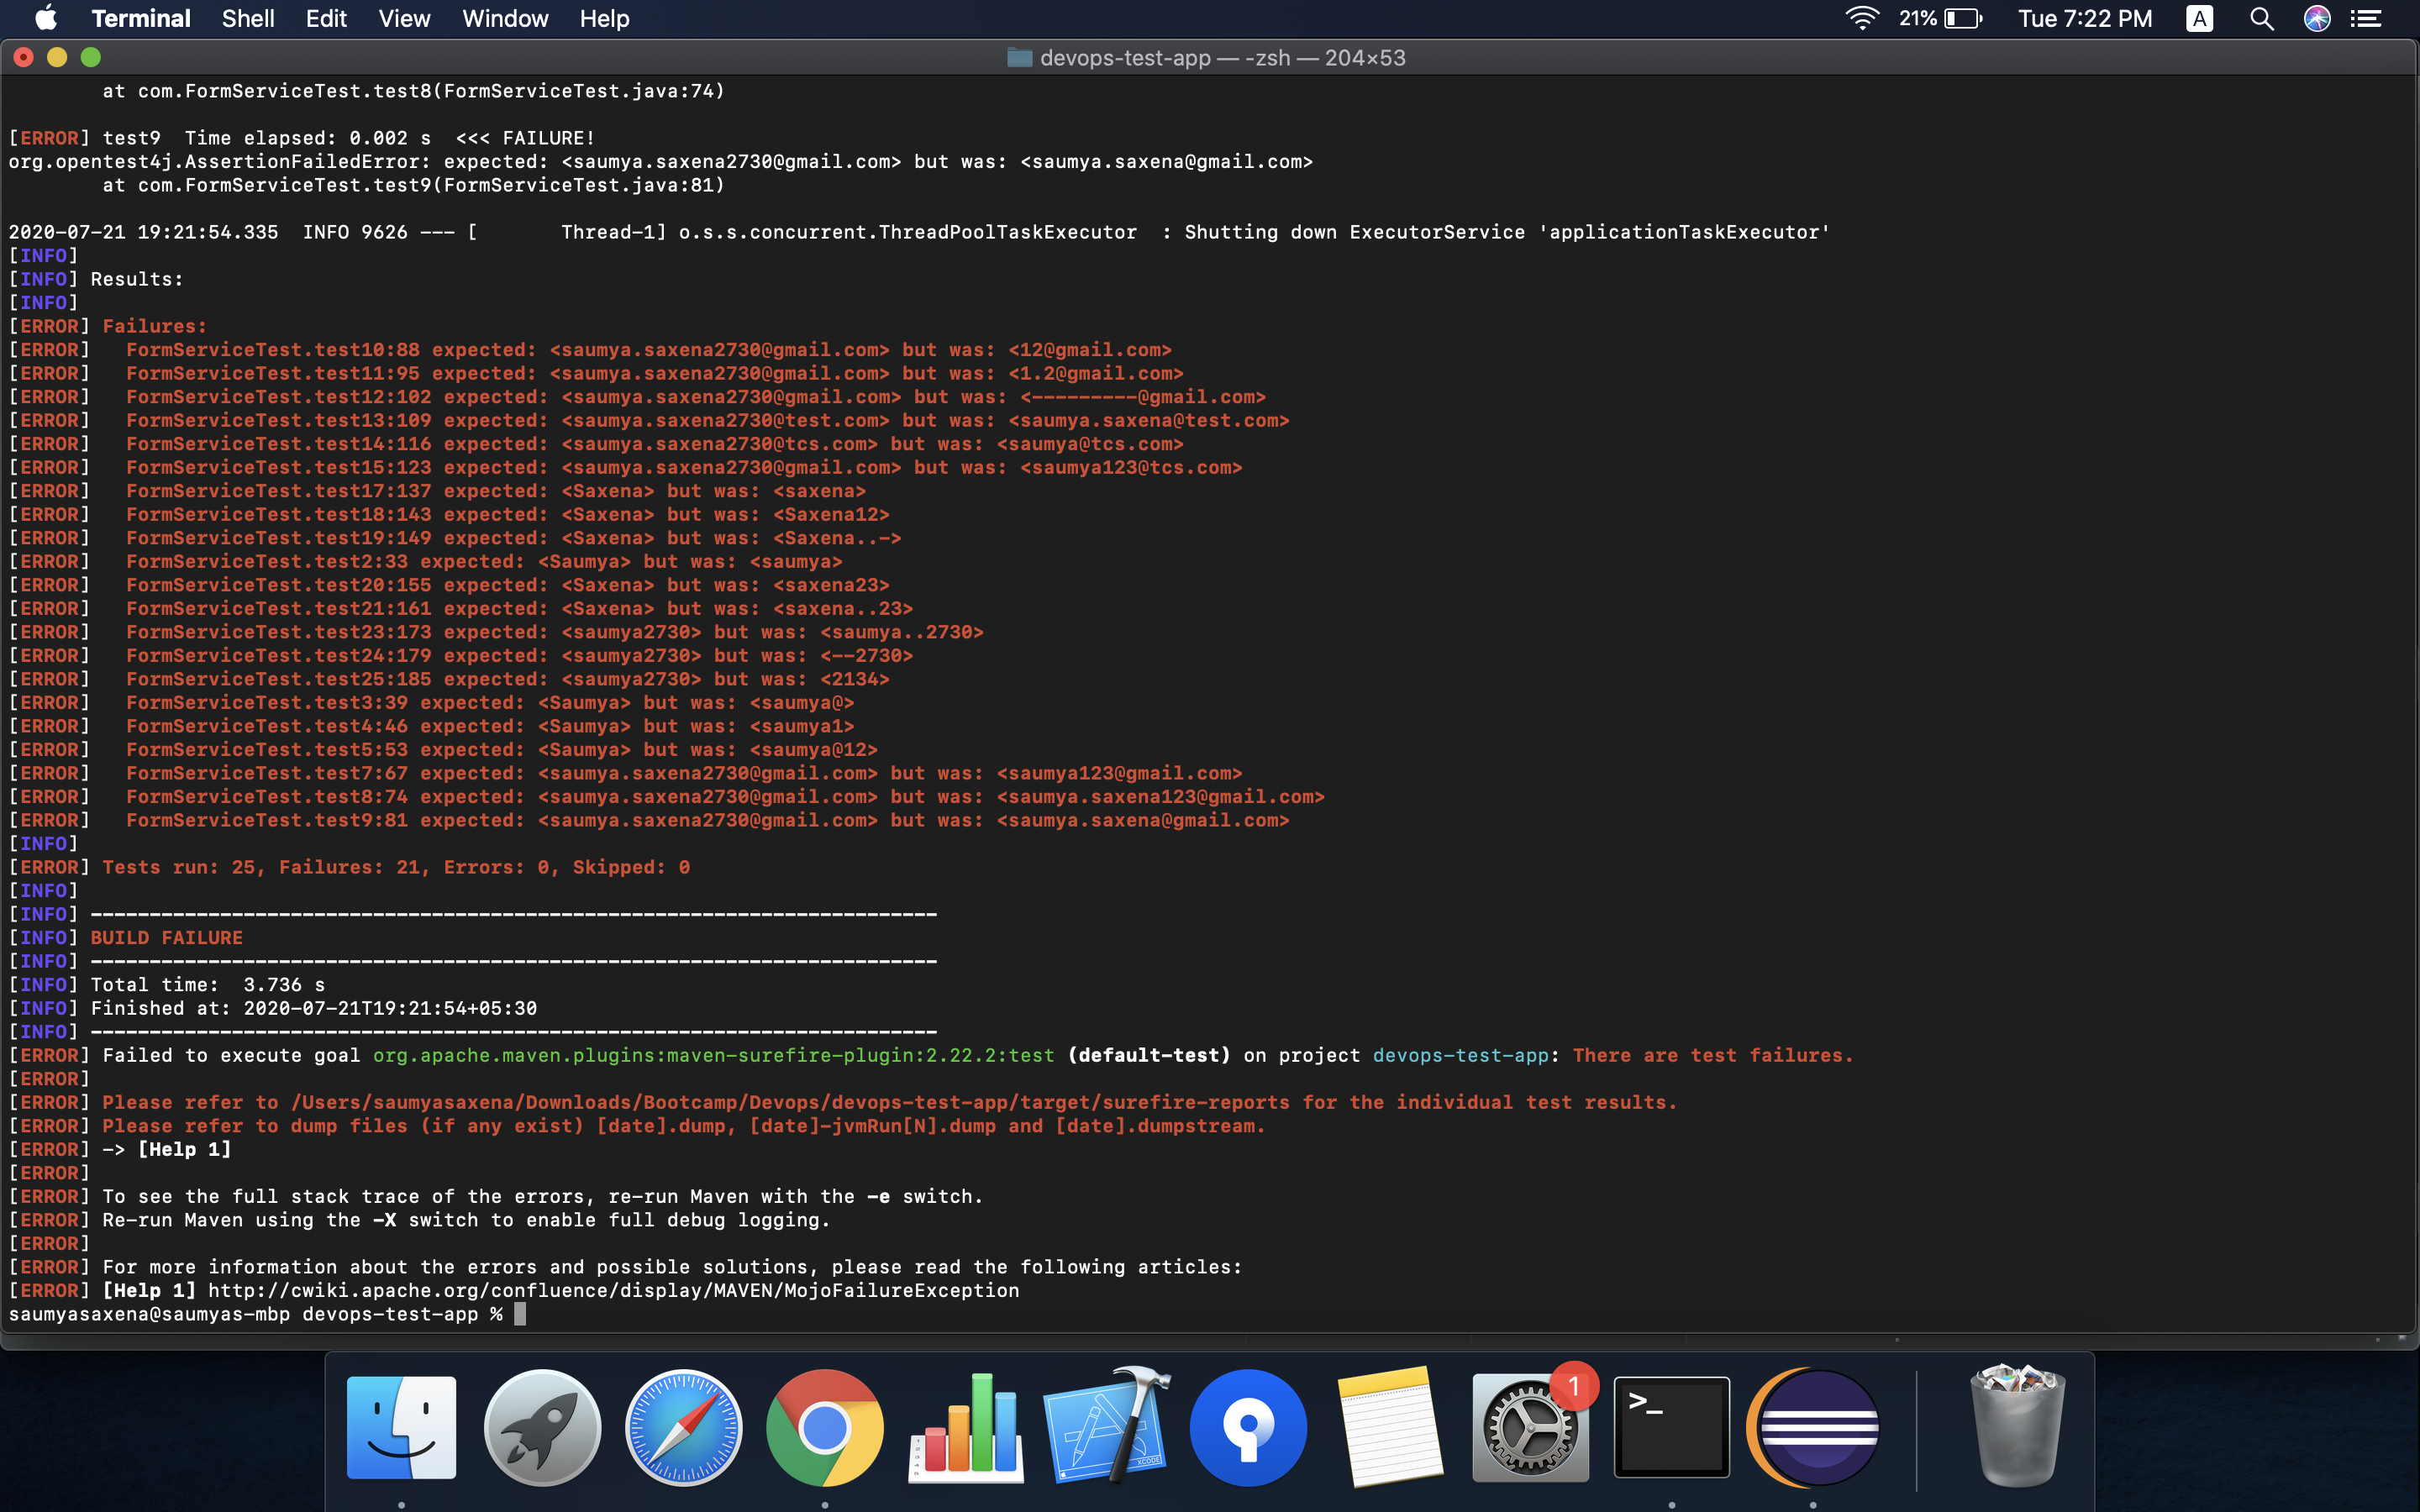 Terminal Shell Edit View Window Help 21% Tue 7:22 PM A
devops-test-app — -zsh — 204×53
at com.FormServiceTest.test8(FormServiceTest.java:74)
[ERROR] test9  Time elapsed: 0.002 s  <<< FAILURE!
org.opentest4j.AssertionFailedError: expected: <saumya.saxena2730@gmail.com> but was: <saumya.saxena@gmail.com>
at com.FormServiceTest.test9(FormServiceTest.java:81)
2020-07-21 19:21:54.335  INFO 9626 --- [       Thread-1] o.s.s.concurrent.ThreadPoolTaskExecutor  : Shutting down ExecutorService 'applicationTaskExecutor'
[INFO]
[INFO] Results:
[INFO]
[ERROR] Failures:
[ERROR]   FormServiceTest.test10:88 expected: <saumya.saxena2730@gmail.com> but was: <12@gmail.com>
[ERROR]   FormServiceTest.test11:95 expected: <saumya.saxena2730@gmail.com> but was: <1.2@gmail.com>
[ERROR]   FormServiceTest.test12:102 expected: <saumya.saxena2730@gmail.com> but was: <---------@gmail.com>
[ERROR]   FormServiceTest.test13:109 expected: <saumya.saxena2730@test.com> but was: <saumya.saxena@test.com>
[ERROR]   FormServiceTest.test14:116 expected: <saumya.saxena2730@tcs.com> but was: <saumya@tcs.com>
[ERROR]   FormServiceTest.test15:123 expected: <saumya.saxena2730@gmail.com> but was: <saumya123@tcs.com>
[ERROR]   FormServiceTest.test17:137 expected: <Saxena> but was: <saxena>
[ERROR]   FormServiceTest.test18:143 expected: <Saxena> but was: <Saxena12>
[ERROR]   FormServiceTest.test19:149 expected: <Saxena> but was: <Saxena..->
[ERROR]   FormServiceTest.test2:33 expected: <Saumya> but was: <saumya>
[ERROR]   FormServiceTest.test20:155 expected: <Saxena> but was: <saxena23>
[ERROR]   FormServiceTest.test21:161 expected: <Saxena> but was: <saxena..23>
[ERROR]   FormServiceTest.test23:173 expected: <saumya2730> but was: <saumya..2730>
[ERROR]   FormServiceTest.test24:179 expected: <saumya2730> but was: <--2730>
[ERROR]   FormServiceTest.test25:185 expected: <saumya2730> but was: <2134>
[ERROR]   FormServiceTest.test3:39 expected: <Saumya> but was: <saumya@>
[ERROR]   FormServiceTest.test4:46 expected: <Saumya> but was: <saumya1>
[ERROR]   FormServiceTest.test5:53 expected: <Saumya> but was: <saumya@12>
[ERROR]   FormServiceTest.test7:67 expected: <saumya.saxena2730@gmail.com> but was: <saumya123@gmail.com>
[ERROR]   FormServiceTest.test8:74 expected: <saumya.saxena2730@gmail.com> but was: <saumya.saxena123@gmail.com>
[ERROR]   FormServiceTest.test9:81 expected: <saumya.saxena2730@gmail.com> but was: <saumya.saxena@gmail.com>
[INFO]
[ERROR] Tests run: 25, Failures: 21, Errors: 0, Skipped: 0
[INFO]
[INFO] ------------------------------------------------------------------------
[INFO] BUILD FAILURE
[INFO] ------------------------------------------------------------------------
[INFO] Total time:  3.736 s
[INFO] Finished at: 2020-07-21T19:21:54+05:30
[INFO] ------------------------------------------------------------------------
[ERROR] Failed to execute goal org.apache.maven.plugins:maven-surefire-plugin:2.22.2:test (default-test) on project devops-test-app: There are test failures.
[ERROR]
[ERROR] Please refer to /Users/saumyasaxena/Downloads/Bootcamp/Devops/devops-test-app/target/surefire-reports for the individual test results.
[ERROR] Please refer to dump files (if any exist) [date].dump, [date]-jvmRun[N].dump and [date].dumpstream.
[ERROR] -> [Help 1]
[ERROR]
[ERROR] To see the full stack trace of the errors, re-run Maven with the -e switch.
[ERROR] Re-run Maven using the -X switch to enable full debug logging.
[ERROR]
[ERROR] For more information about the errors and possible solutions, please read the following articles:
[ERROR] [Help 1] http://cwiki.apache.org/confluence/display/MAVEN/MojoFailureException
saumyasaxena@saumyas-mbp devops-test-app %
1
>_
XCODE